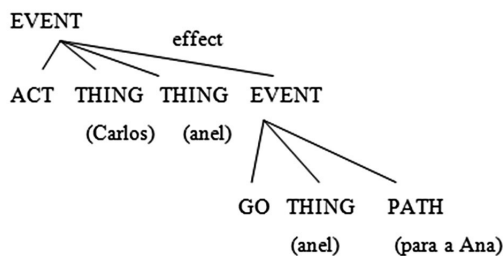 EVENT
effect
ACT THING THING EVENT
(Carlos) (anel)
GO THING PATH
(anel) (para a Ana)